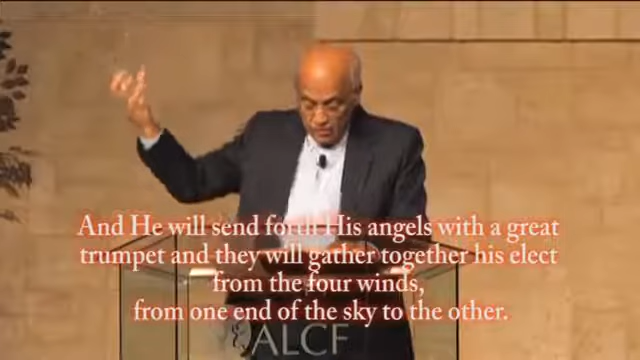 And He will send forth His angels with a great
trumpet and they will gather together his elect
from the four winds,
from one end of the sky to the other.
ALCF